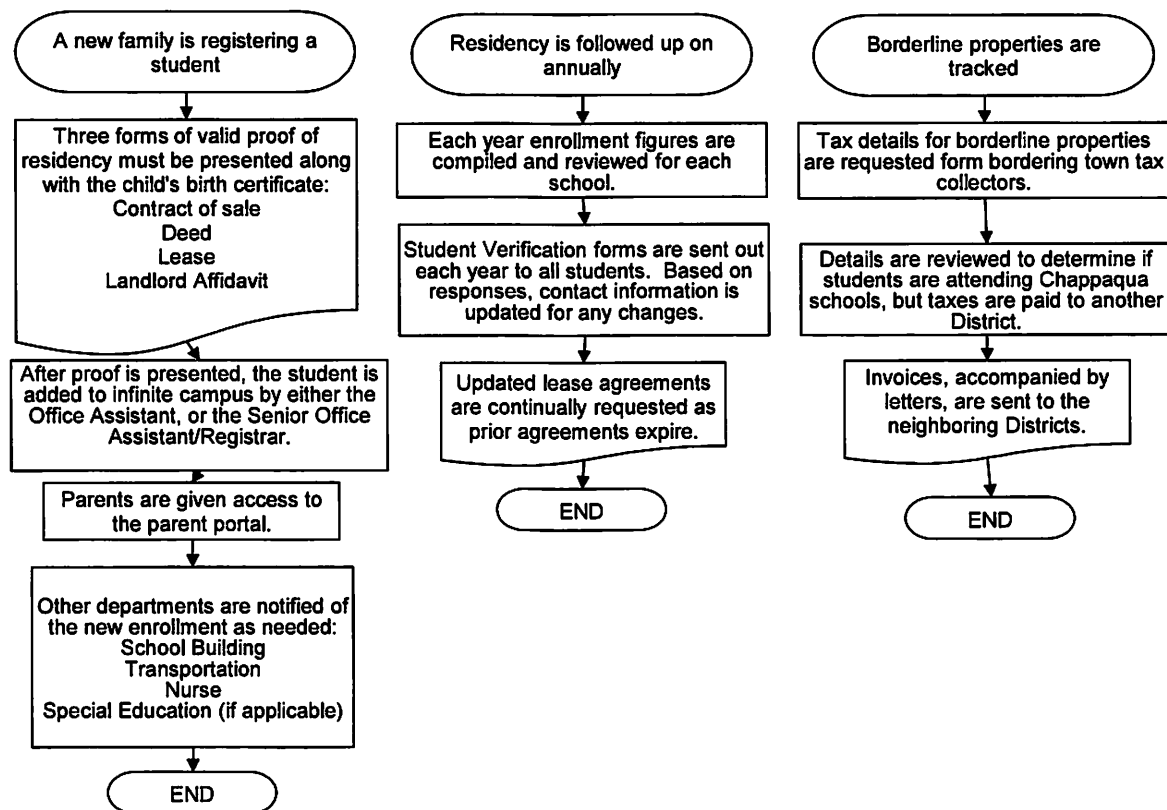 A new family is registering a
student
Three forms of valid proof of
residency must be presented along
with the child's birth certificate:
Contract of sale
Deed
Lease
Landlord Affidavit
After proof is presented, the student is
added to infinite campus by either the
Office Assistant, or the Senior Office
Assistant/Registrar.
Parents are given access to
the parent portal.
Other departments are notified of
the new enrollment as needed:
School Building
Transportation
Nurse
Special Education (if applicable)
END
Residency is followed up on
annually
Each year enrollment figures are
compiled and reviewed for each
school.
Student Verification forms are sent out
each year to all students.  Based on
responses, contact information is
updated for any changes.
Updated lease agreements
are continually requested as
prior agreements expire.
END
Borderline properties are
tracked
Tax details for borderline properties
are requested form bordering town tax
collectors.
Details are reviewed to determine if
students are attending Chappaqua
schools, but taxes are paid to another
District.
Invoices, accompanied by
letters, are sent to the
neighboring Districts.
END